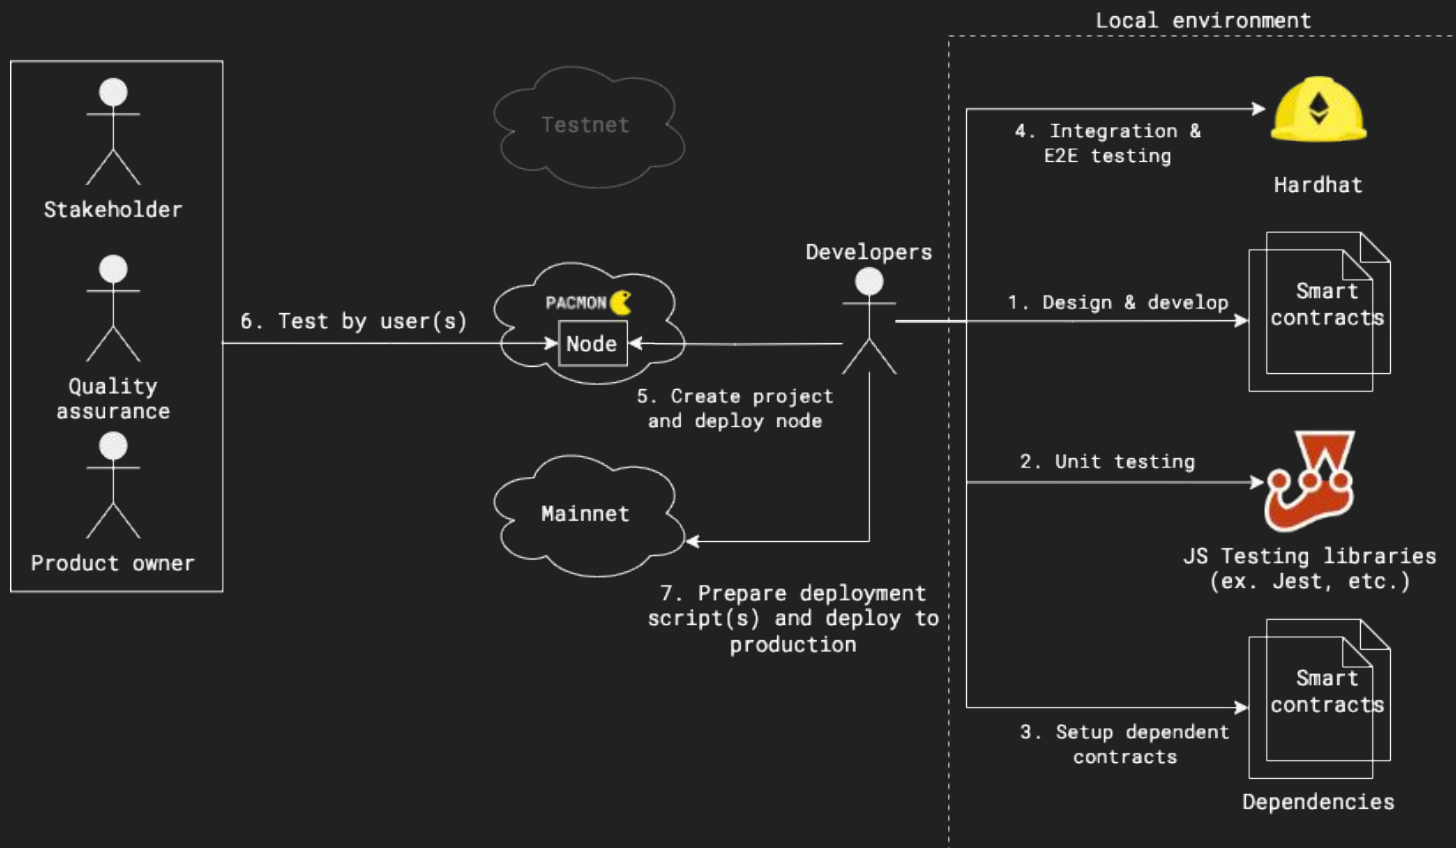 Local environment
Testnet
4. Integration &
E2E testing
Hardhat
Stakeholder
Developers
PACMON
Node
6. Test by user(s)
1. Design & develop
Smart
contracts
Quality
assurance
5. Create project
and deploy node
2. Unit testing
JS Testing libraries
(ex. Jest, etc.)
Mainnet
Product owner
7. Prepare deployment
script(s) and deploy to
production
Smart
contracts
3. Setup dependent
contracts
Dependencies